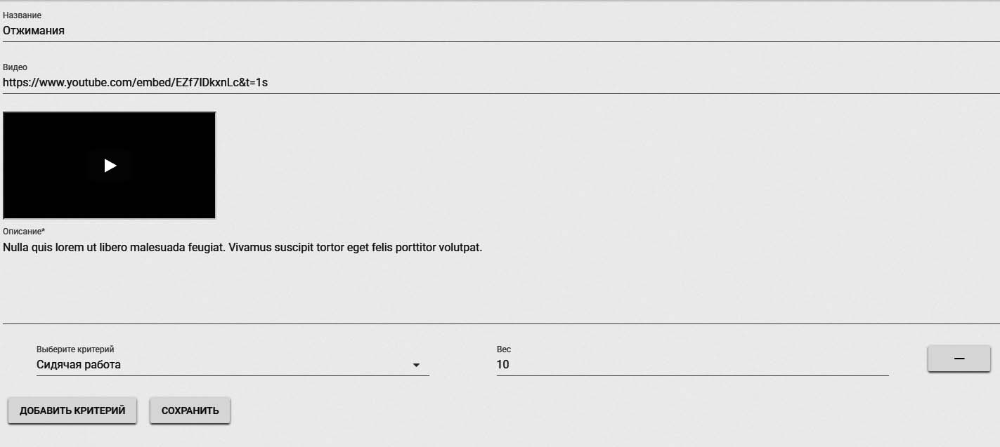 Название
Отжимания
Видео
https://www.youtube.com/embed/EZf7IDkxnLc&t=1s
Описание*
Nulla quis lorem ut libero malesuada feugiat. Vivamus suscipit tortor eget felis porttitor volutpat.
Выберите критерий
Сидячая работа
Вес
10
ДОБАВИТЬ КРИТЕРИЙ
СОХРАНИТЬ